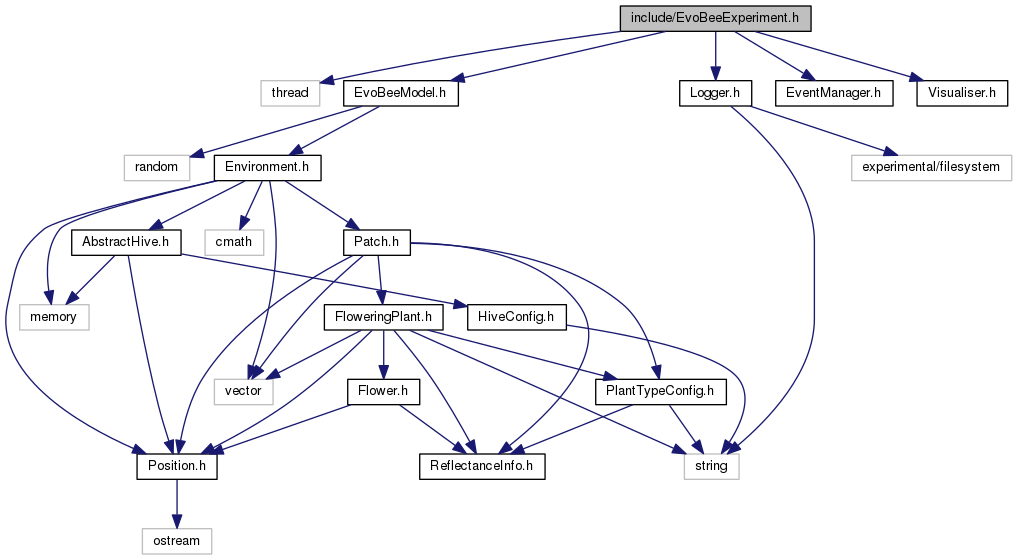 include/EvoBeeExperiment.h
thread
EvoBeeModel.h
Logger.h
EventManager.h
Visualiser.h
random
Environment.h
experimental/filesystem
AbstractHive.h
cmath
Patch.h
memory
FloweringPlant.h
HiveConfig.h
vector
Flower.h
PlantTypeConfig.h
Position.h
ReflectanceInfo.h
string
ostream